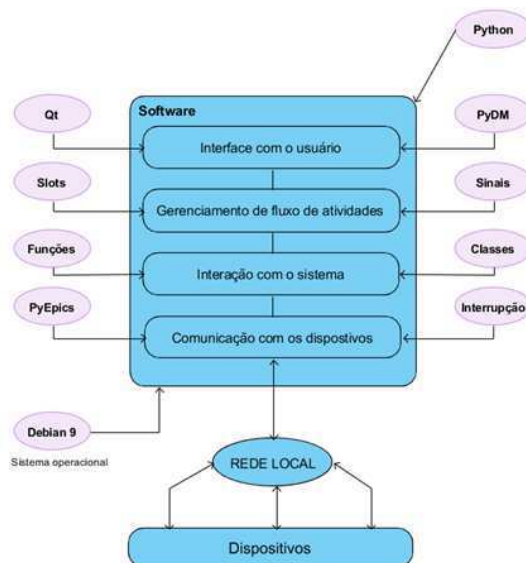 Python
Software
Qt
PyDM
Interface com o usuário
Slots
Sinais
Gerenciamento de fluxo de atividades
Funções
Classes
Interação com o sistema
PyEpics
Interrupção
Comunicação com os dispostivos
Debian 9
Sistema operacional
REDE LOCAL
Dispositivos